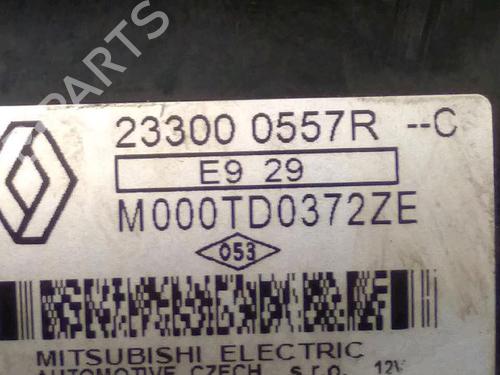 PARTS
23300 0557R --C
E9 29
M000TD0372ZE
053
MITSUBISHI ELECTRIC
AUTOMOTIVE CZECH s.r.o. 12V